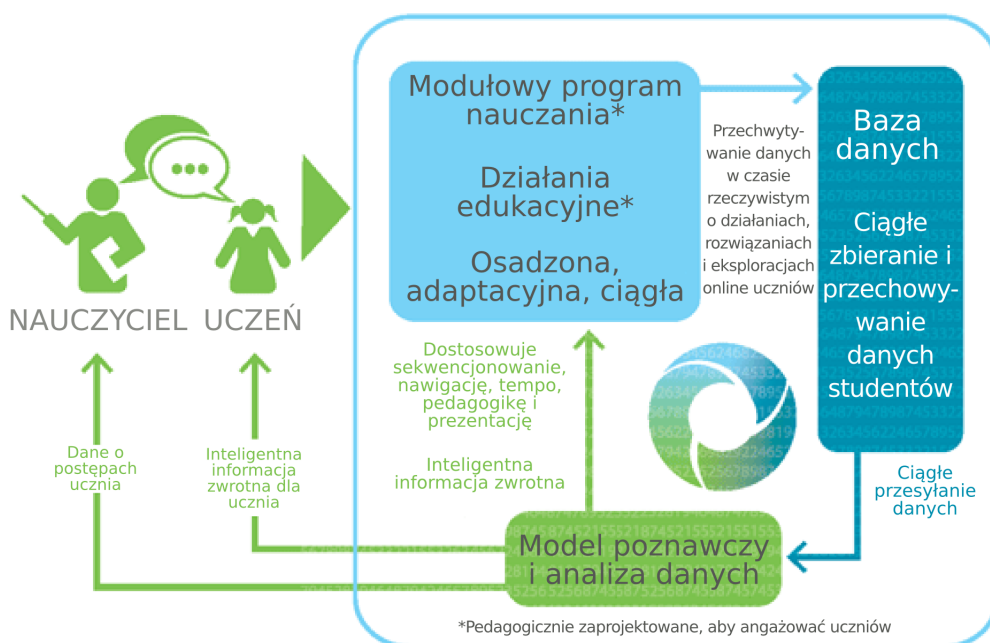 Modułowy program
nauczania*
Działania
edukacyjne*
Osadzona,
adaptacyjna, ciągła
Przechwyty-
wanie danych
w czasie
rzeczywistym
o działaniach,
rozwiązaniach
i eksploracjach
online uczniów
Baza
danych
Ciągłe
zbieranie i
przechowy-
wanie
danych
studentów
NAUCZYCIEL
UCZEŃ
Dostosowuje
sekwencjonowanie,
nawigację, tempo,
pedagogikę i
prezentację
Inteligentna
informacja zwrotna
Dane o
postępach
ucznia
Inteligentna
informacja
zwrotna dla
ucznia
Ciągłe
przesyłanie
danych
Model poznawczy
i analiza danych
*Pedagogicznie zaprojektowane, aby angażować uczniów